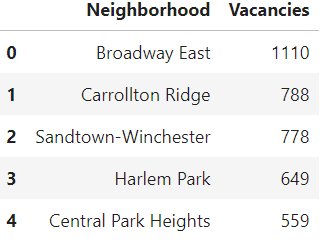 Neighborhood Vacancies
0 Broadway East 1110
1 Carrollton Ridge 788
2 Sandtown-Winchester 778
3 Harlem Park 649
4 Central Park Heights 559